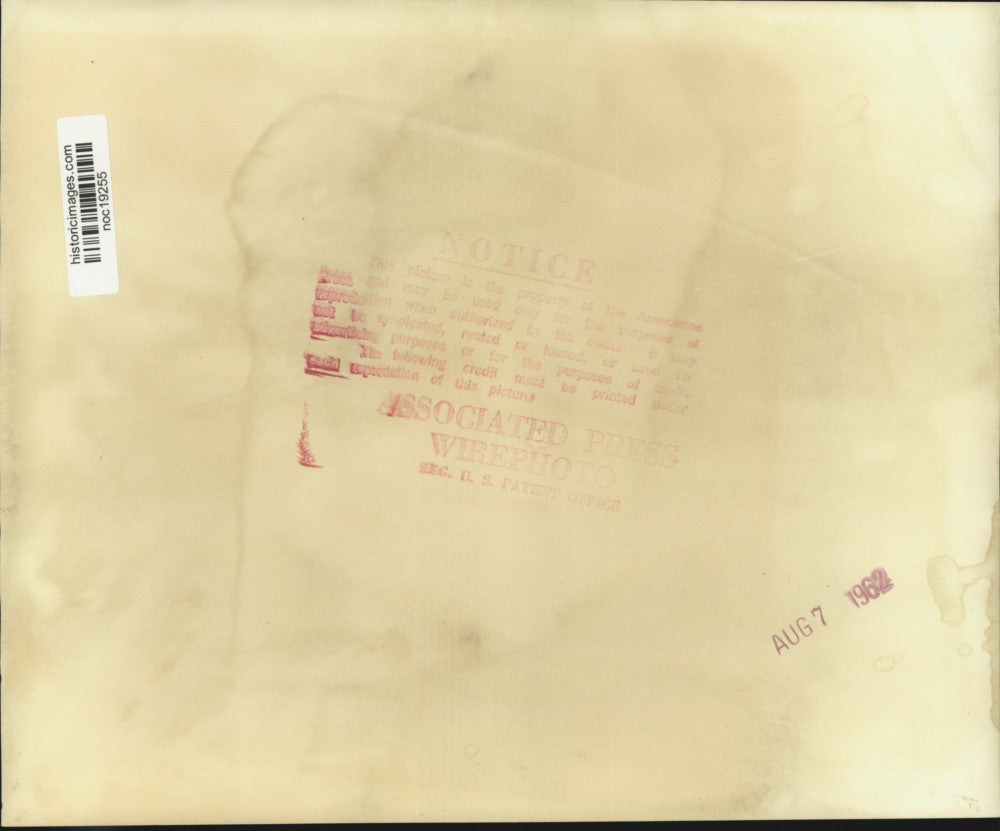 historicimages.com
noc19255
NOTICE
This picture is the property of the Associated
Press and may be used only for the purposes of
reproduction when authorized by the owner. It may
not be syndicated, rented or loaned, or used for
advertising purposes or for the purposes of
The following credit must be printed under
each reproduction of this picture
ASSOCIATED PRESS
WIREPHOTO
REG. U. S. PATENT OFFICE
AUG 7 1962